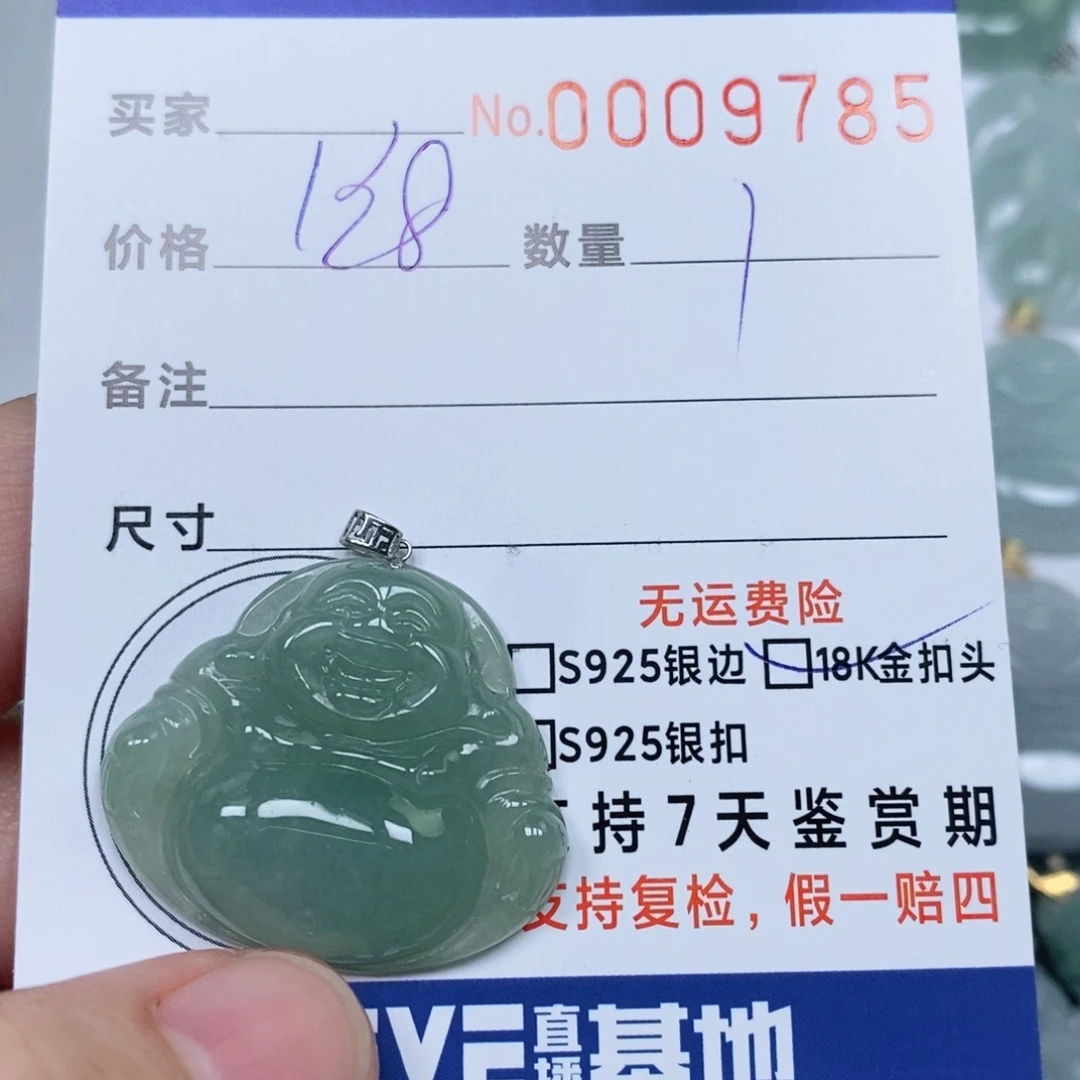 买家 No.0009785
价格 128 数量 1
备注
尺寸
无运费险
S925银边 18K金扣头
S925银扣
持7天鉴赏期
支持复检，假一赔四
直播基地